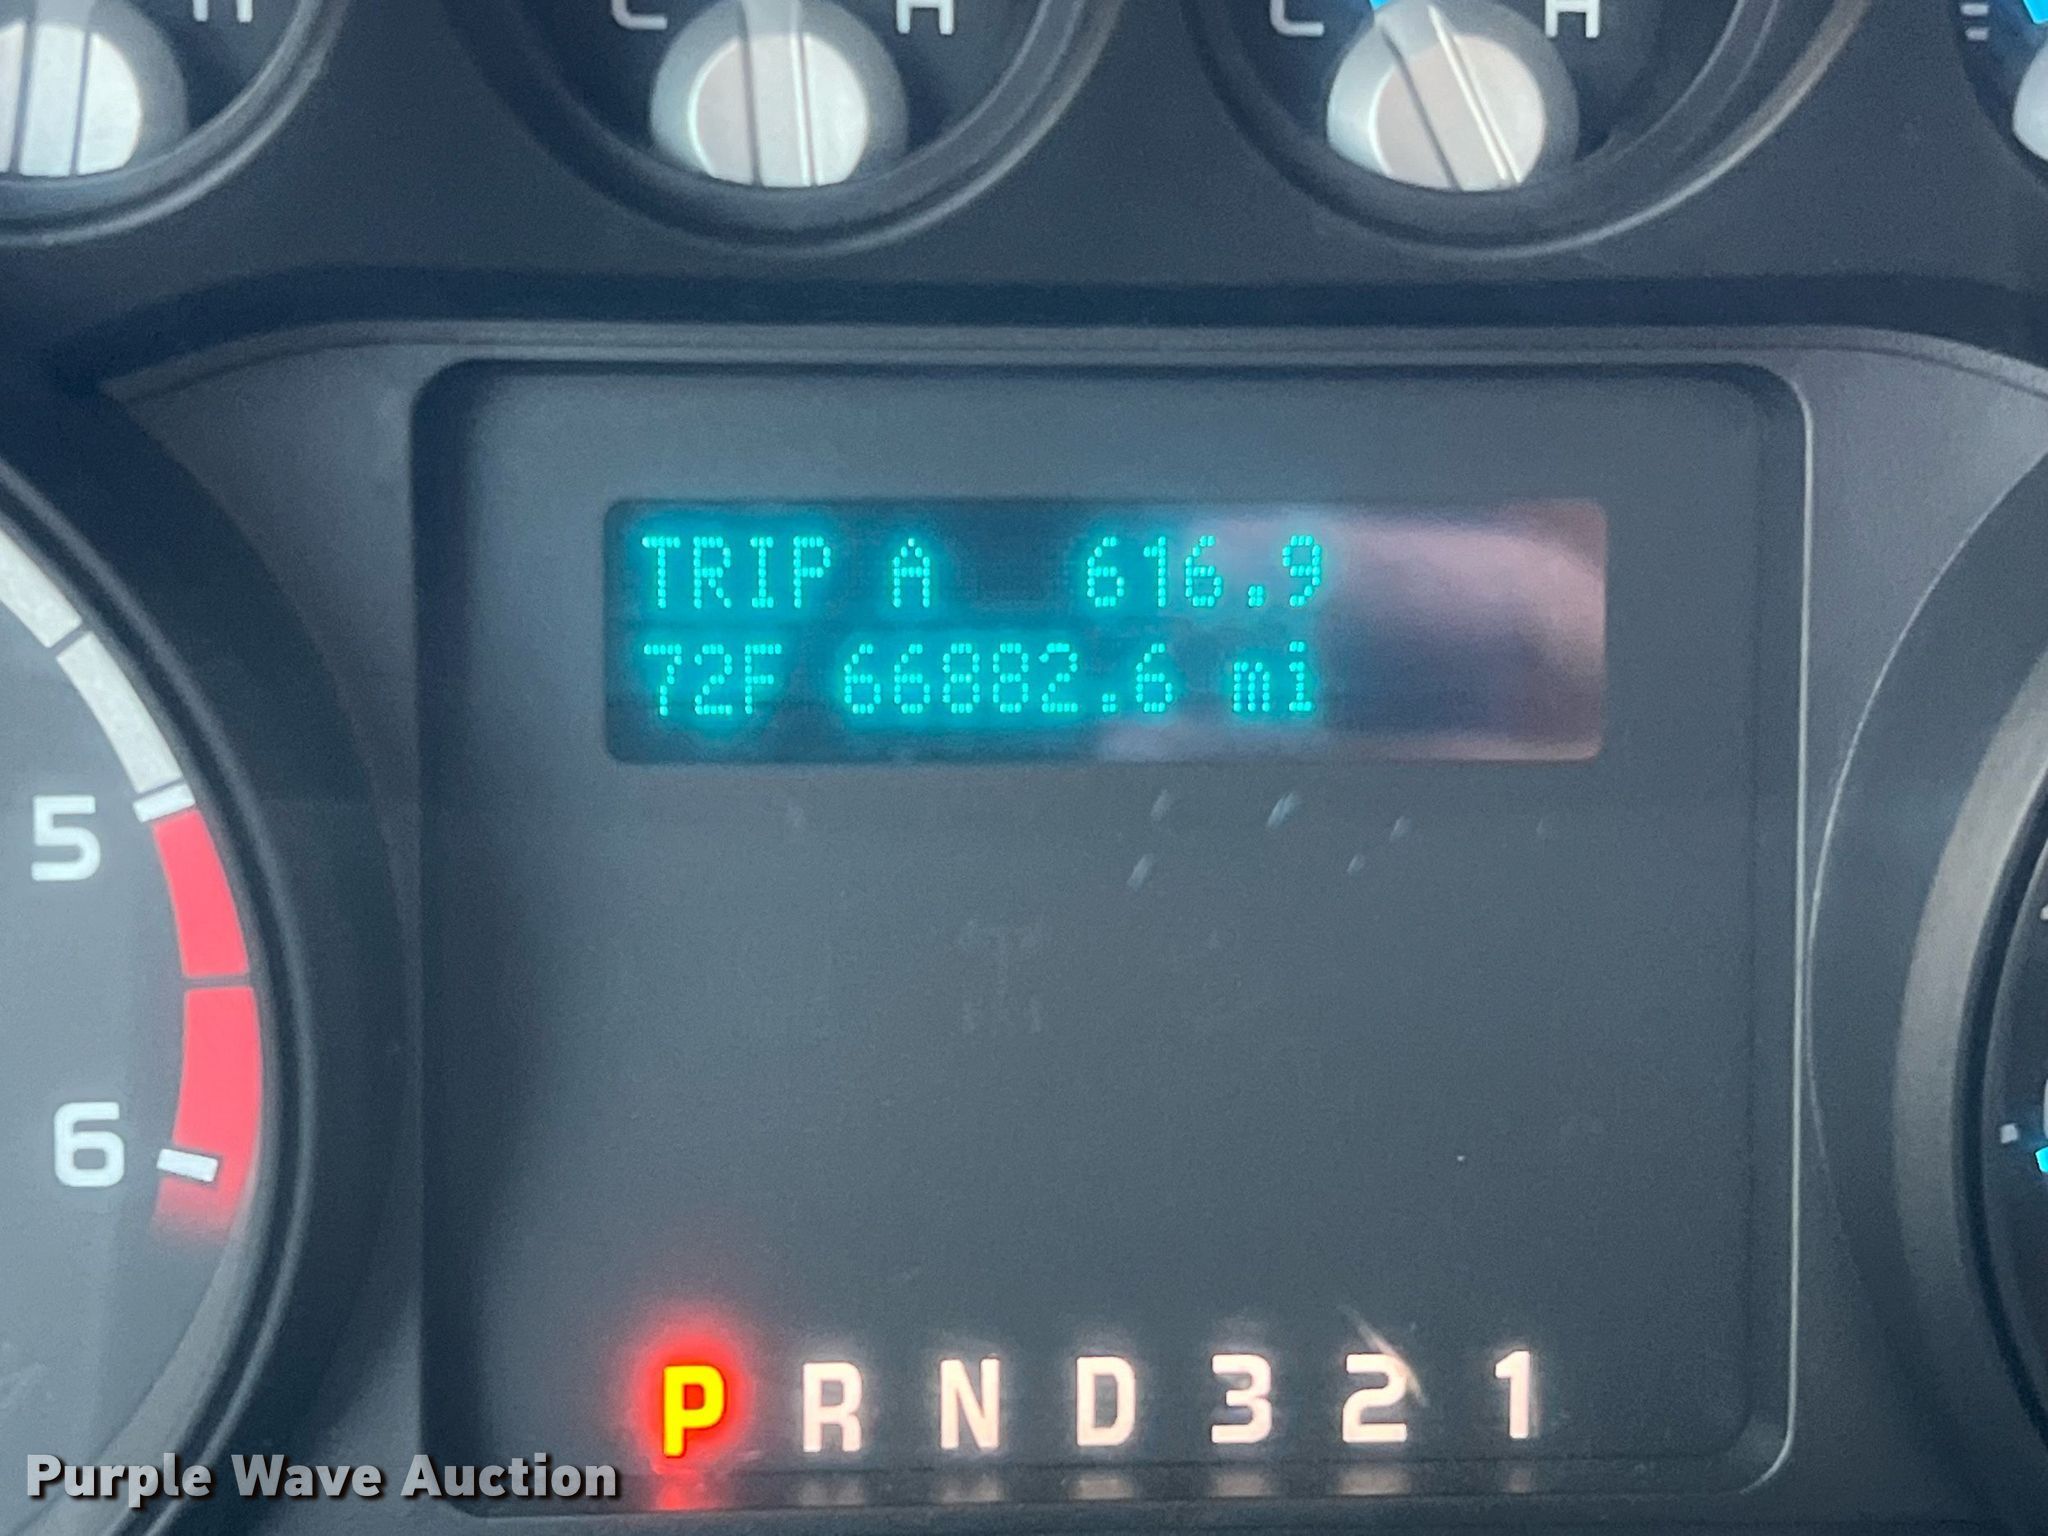 C H
C H
TRIP A 616.9
72F 66882.6 mi
5
6
P R N D 3 2 1
Purple Wave Auction